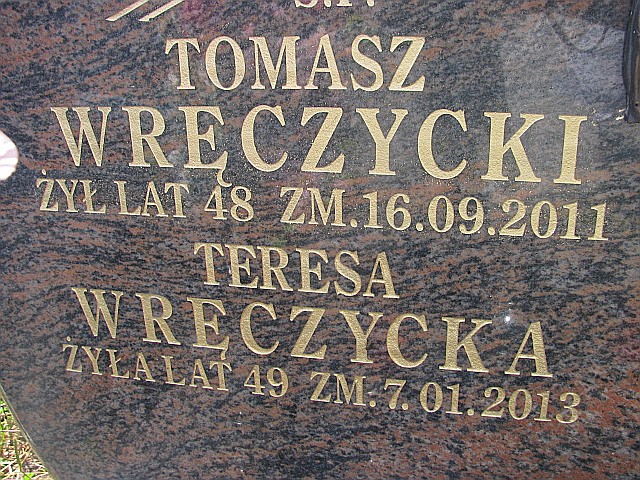 Ś.P.
TOMASZ
WRĘCZYCKI
ŻYŁ LAT 48 ZM.16.09.2011
TERESA
WRĘCZYCKA
ŻYŁA LAT 49 ZM.7.01.2013